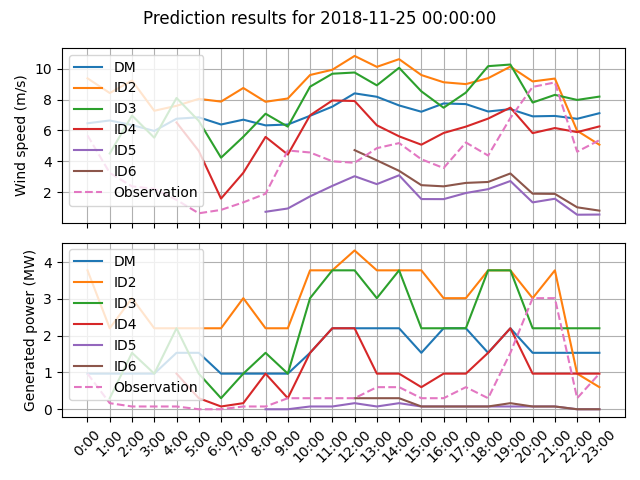 Prediction results for 2018-11-25 00:00:00
Wind speed (m/s)
10
8
6
4
2
DM
ID2
ID3
ID4
ID5
ID6
Observation
Generated power (MW)
4
3
2
1
0
DM
ID2
ID3
ID4
ID5
ID6
Observation
0:00 1:00 2:00 3:00 4:00 5:00 6:00 7:00 8:00 9:00 10:00 11:00 12:00 13:00 14:00 15:00 16:00 17:00 18:00 19:00 20:00 21:00 22:00 23:00